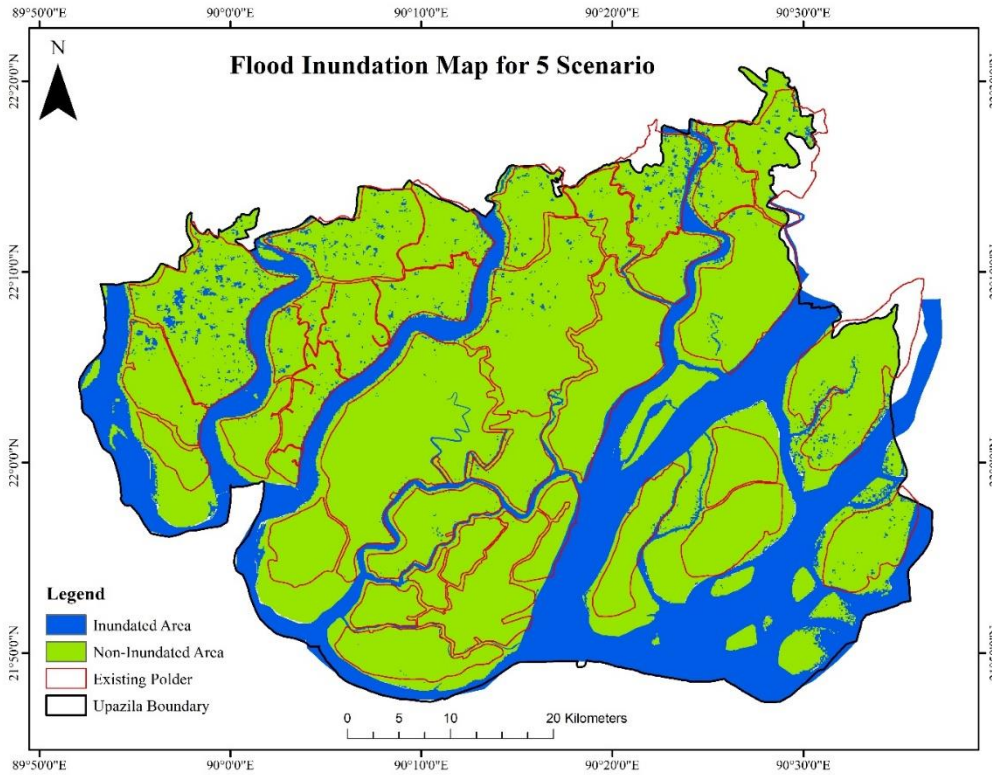 89°50'0"E 90°0'0"E 90°10'0"E 90°20'0"E 90°30'0"E
N
Flood Inundation Map for 5 Scenario
22°20'0"N
22°10'0"N
22°0'0"N
21°50'0"N
Legend
Inundated Area
Non-Inundated Area
Existing Polder
Upazila Boundary
0 5 10 20 Kilometers
89°50'0"E 90°0'0"E 90°10'0"E 90°20'0"E 90°30'0"E